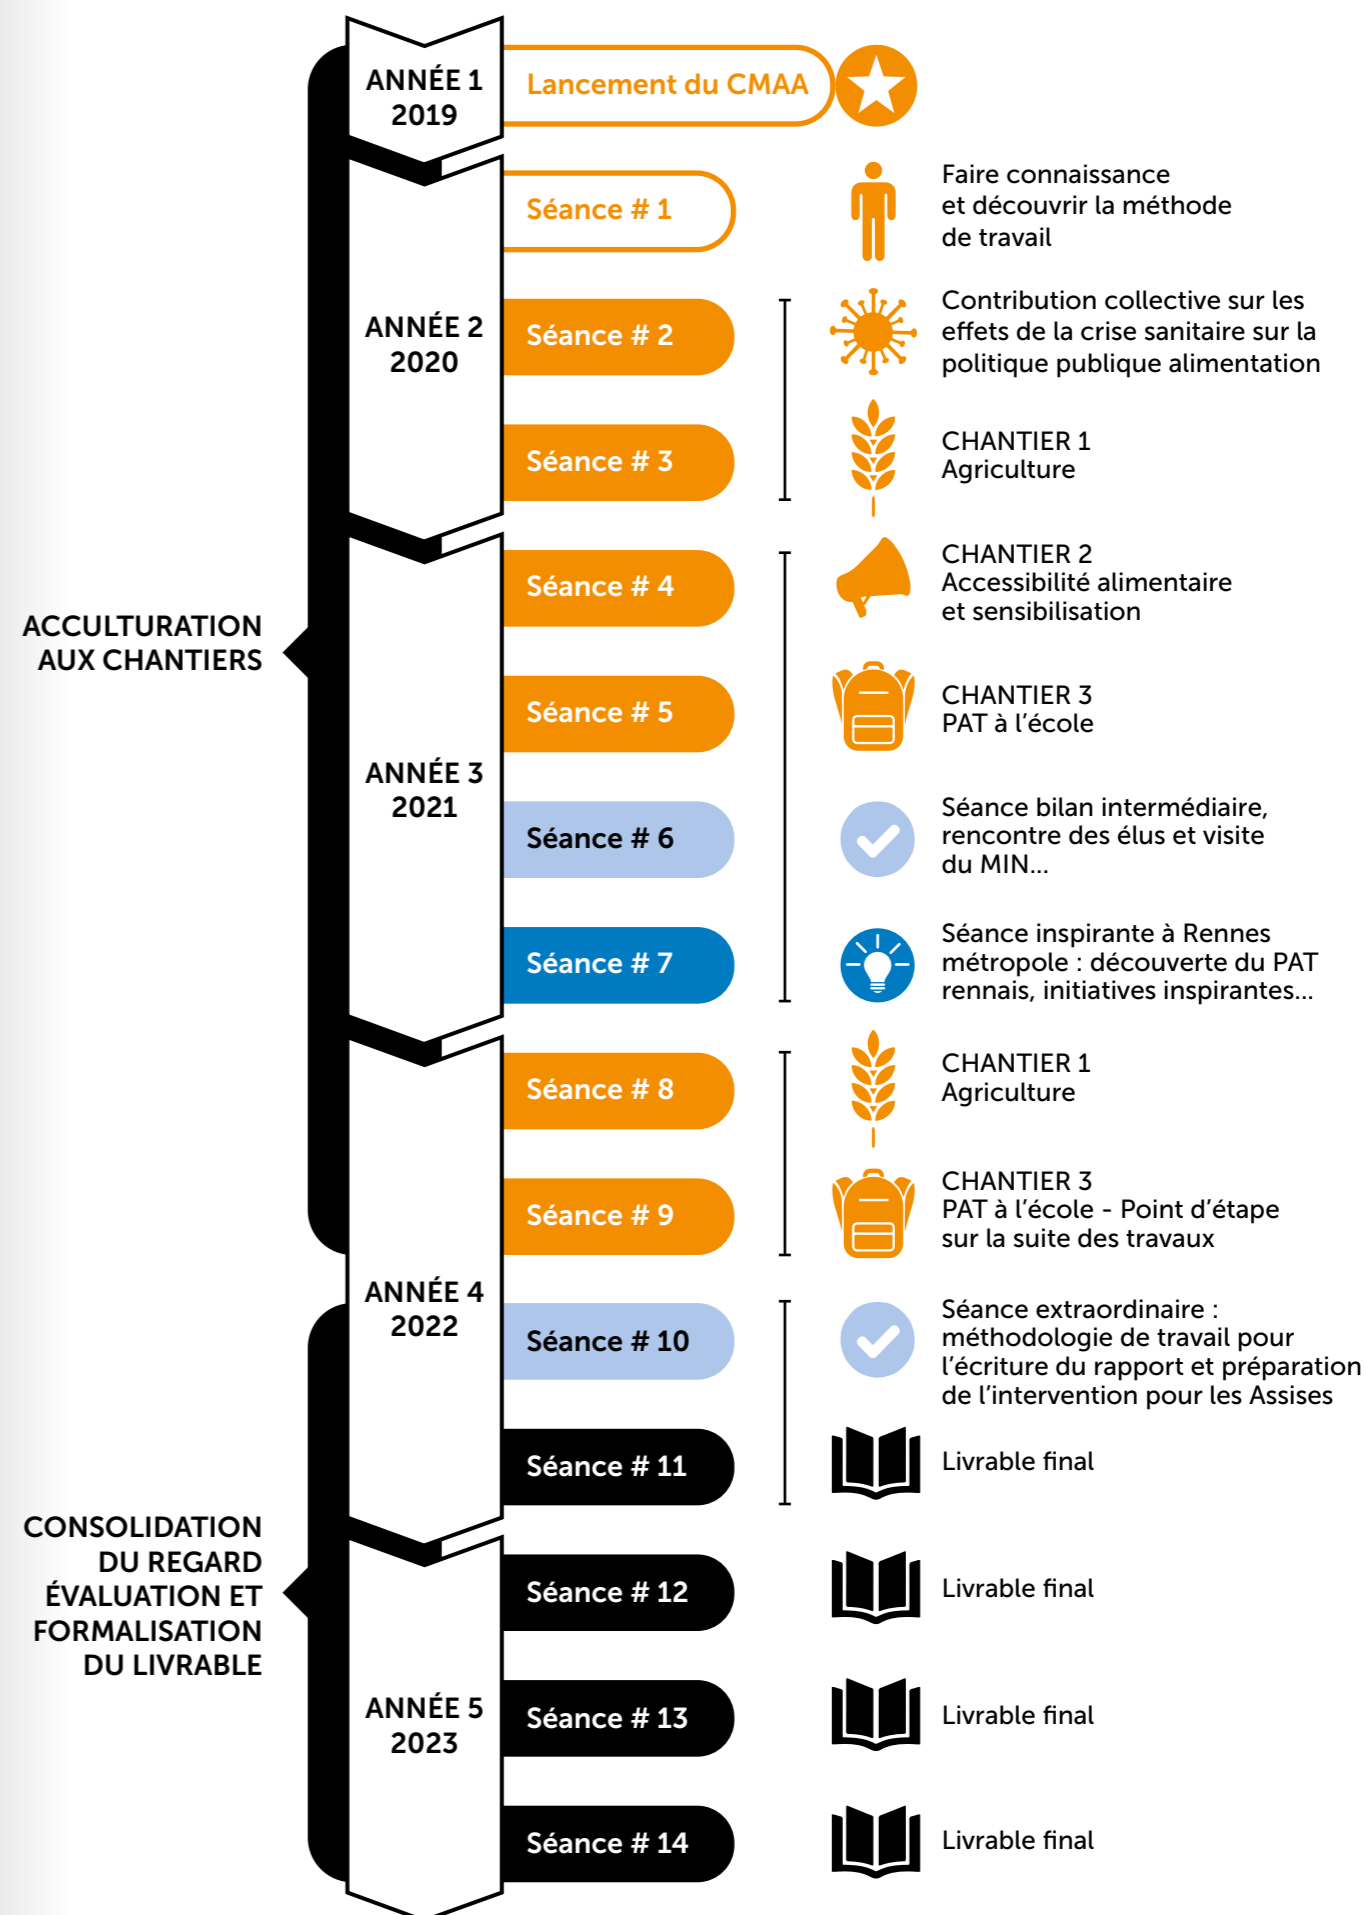 ANNÉE 1
2019
Lancement du CMAA
ACCULTURATION
AUX CHANTIERS
ANNÉE 2
2020
Séance # 1
Faire connaissance
et découvrir la méthode
de travail
Séance # 2
Contribution collective sur les
effets de la crise sanitaire sur la
politique publique alimentation
Séance # 3
CHANTIER 1
Agriculture
ANNÉE 3
2021
Séance # 4
CHANTIER 2
Accessibilité alimentaire
et sensibilisation
Séance # 5
CHANTIER 3
PAT à l’école
Séance # 6
Séance bilan intermédiaire,
rencontre des élus et visite
du MIN...
Séance # 7
Séance inspirante à Rennes
métropole : découverte du PAT
rennais, initiatives inspirantes...
ANNÉE 4
2022
Séance # 8
CHANTIER 1
Agriculture
Séance # 9
CHANTIER 3
PAT à l’école - Point d’étape
sur la suite des travaux
CONSOLIDATION
DU REGARD
ÉVALUATION ET
FORMALISATION
DU LIVRABLE
Séance # 10
Séance extraordinaire :
méthodologie de travail pour
l’écriture du rapport et préparation
de l’intervention pour les Assises
Séance # 11
Livrable final
ANNÉE 5
2023
Séance # 12
Livrable final
Séance # 13
Livrable final
Séance # 14
Livrable final